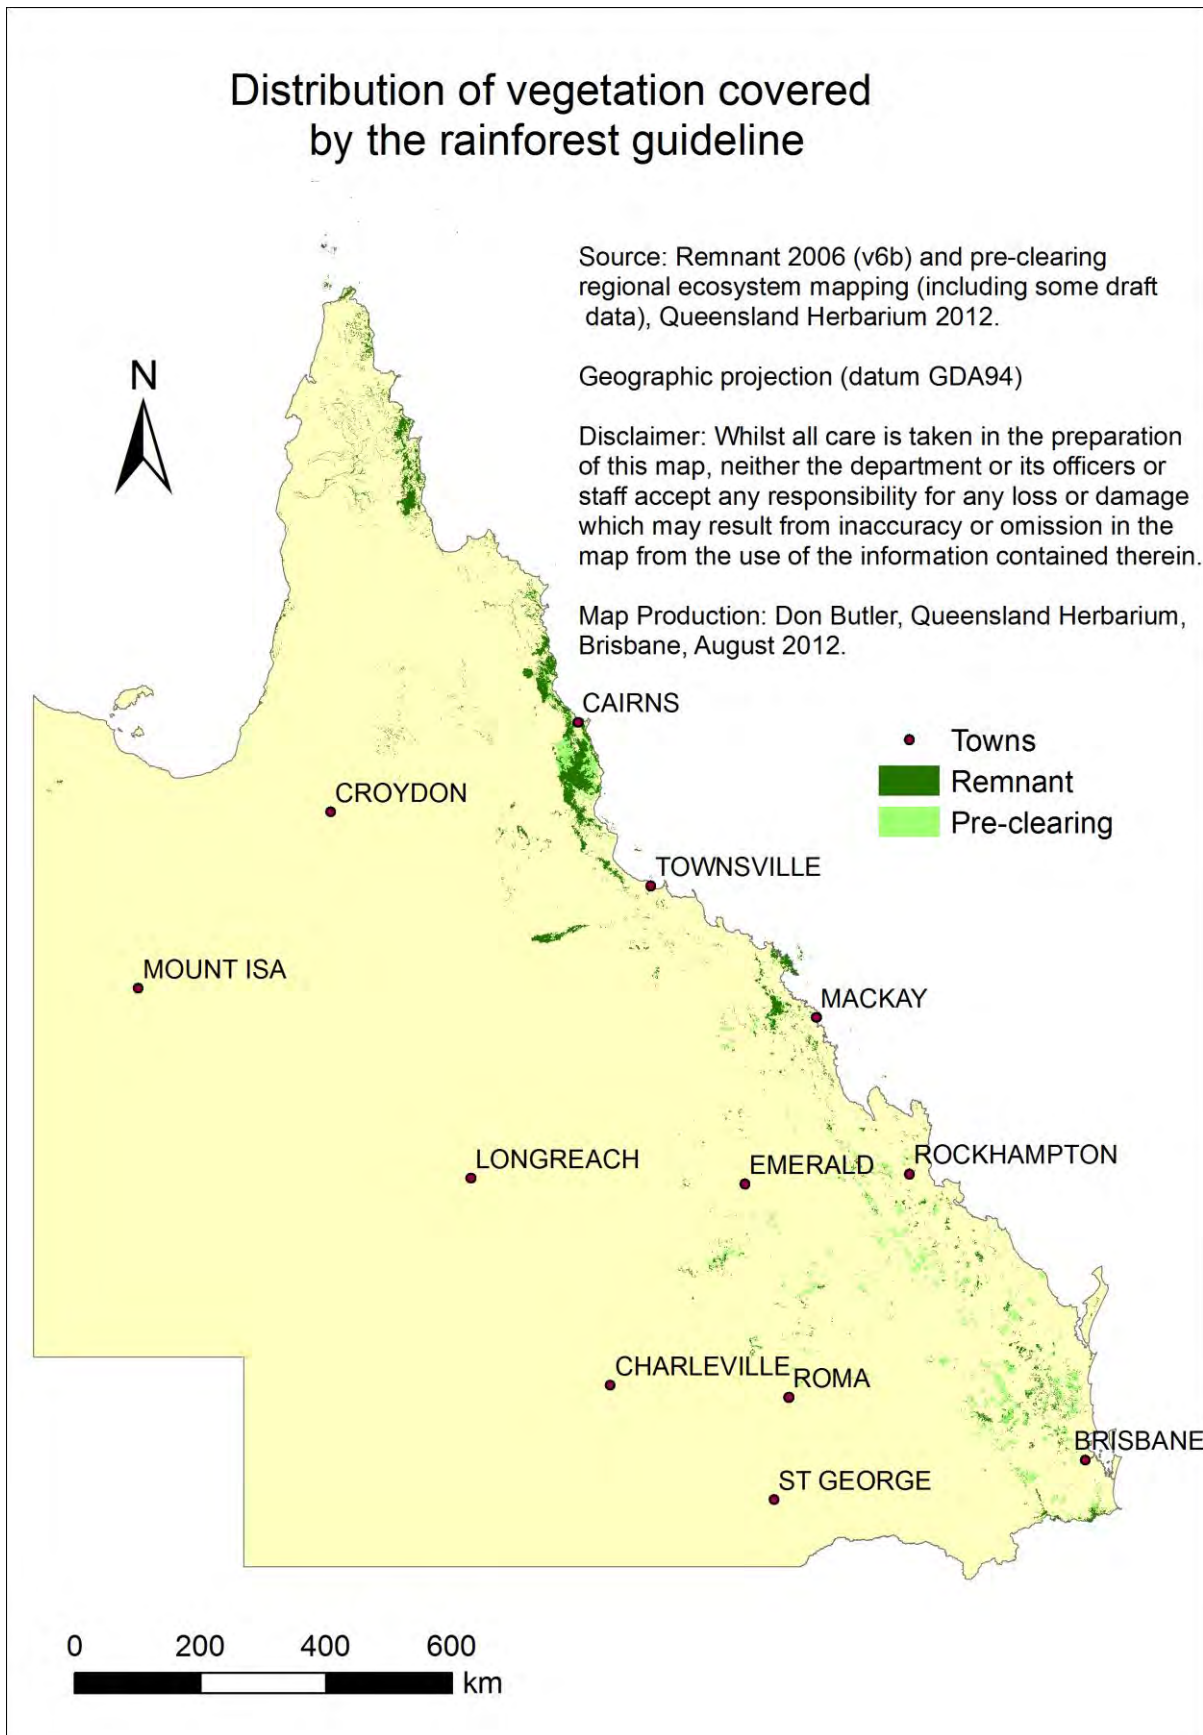 Distribution of vegetation covered
by the rainforest guideline
Source: Remnant 2006 (v6b) and pre-clearing
regional ecosystem mapping (including some draft
data), Queensland Herbarium 2012.
Geographic projection (datum GDA94)
Disclaimer: Whilst all care is taken in the preparation
of this map, neither the department or its officers or
staff accept any responsibility for any loss or damage
which may result from inaccuracy or omission in the
map from the use of the information contained therein.
Map Production: Don Butler, Queensland Herbarium,
Brisbane, August 2012.
N
CAIRNS
Towns
Remnant
Pre-clearing
CROYDON
TOWNSVILLE
MOUNT ISA
MACKAY
LONGREACH
EMERALD
ROCKHAMPTON
CHARLEVILLE
ROMA
BRISBANE
ST GEORGE
0 200 400 600
km